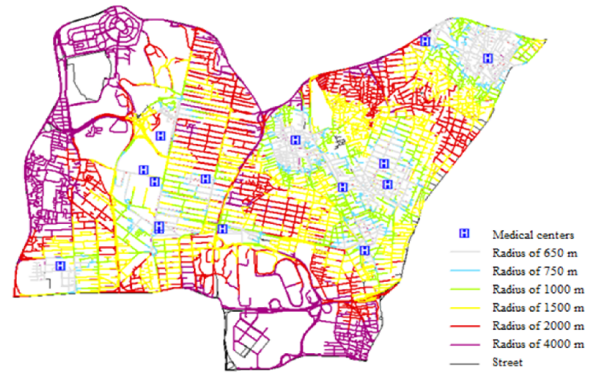 H Medical centers
Radius of 650 m
Radius of 750 m
Radius of 1000 m
Radius of 1500 m
Radius of 2000 m
Radius of 4000 m
Street